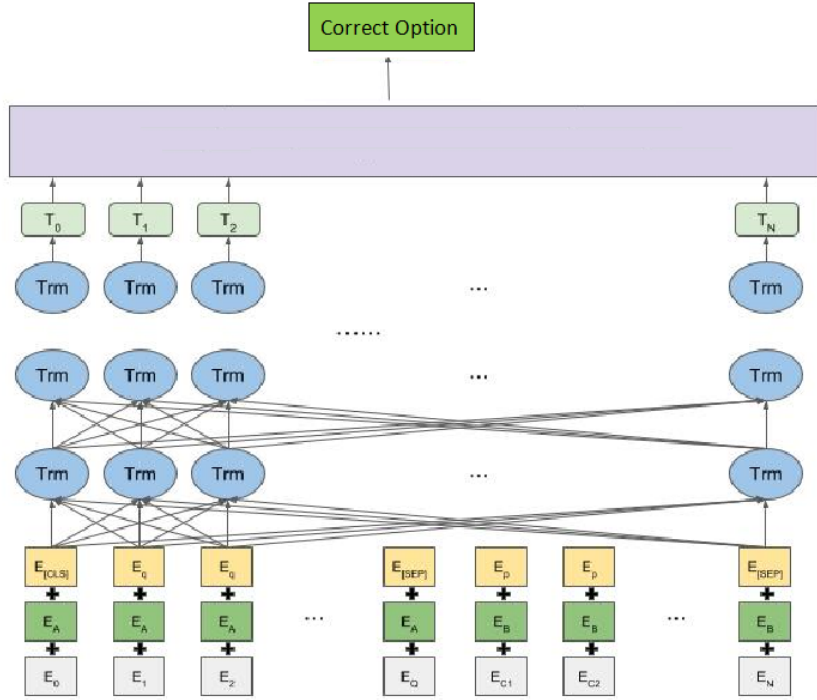 Correct Option
T0 T1 T2 TN
Trm Trm Trm ... Trm
......
Trm Trm Trm ... Trm
Trm Trm Trm ... Trm
E[CLS] Eq Eq E[SEP] Ep Ep E[SEP]
+ + + + + + +
EA EA EA ... EA EB EB ... EB
+ + + + + + +
E0 E1 E2 EQ EC1 EC2 EN